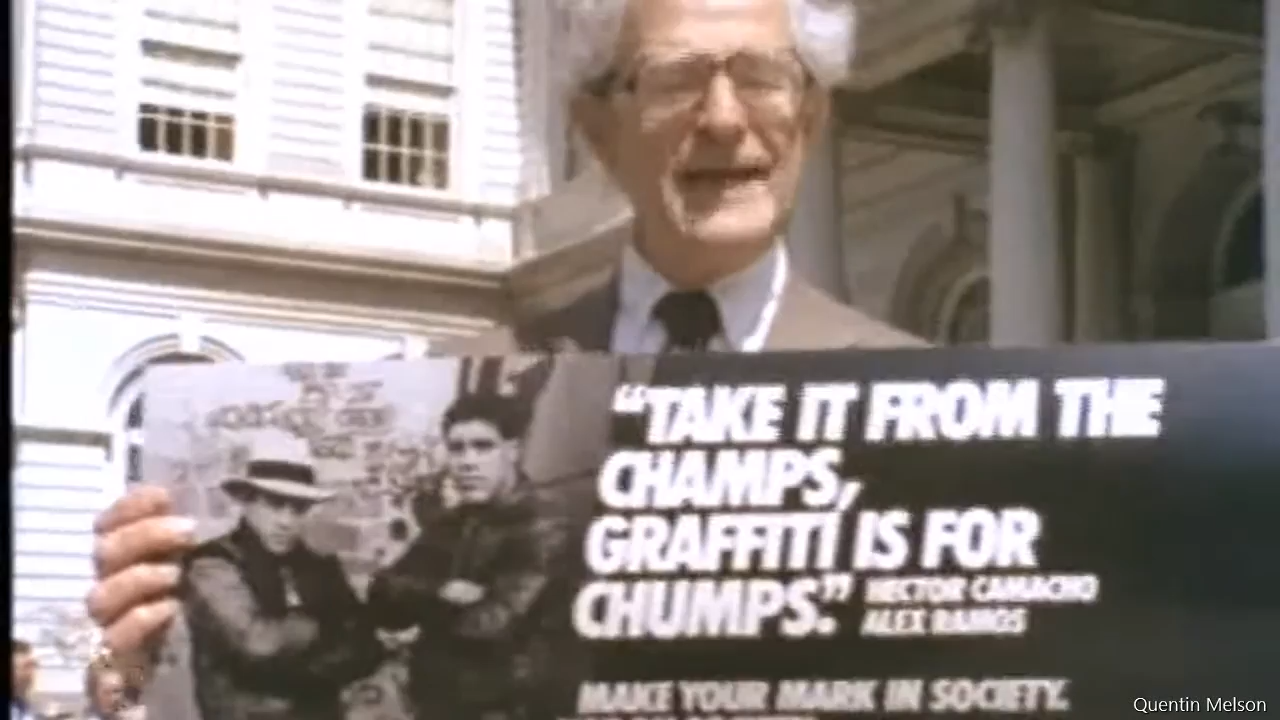 “TAKE IT FROM THE
CHAMPS,
GRAFFITI IS FOR
CHUMPS.” HECTOR CAMACHO
ALEX RAMOS
MAKE YOUR MARK IN SOCIETY.
Quentin Melson